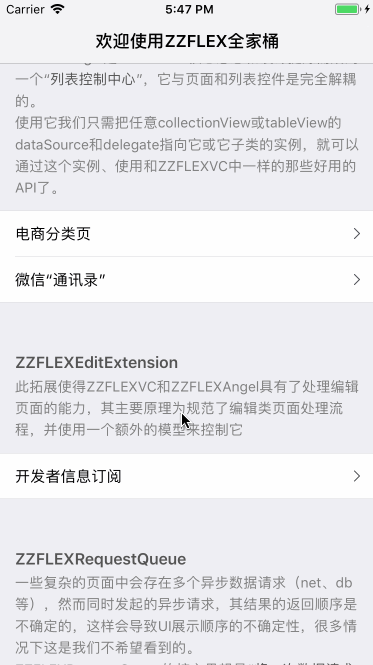 Carrier 5:47 PM
欢迎使用ZZFLEX全家桶
一个“列表控制中心”，它与页面和列表控件是完全解耦
的。
使用它我们只需把任意collectionView或tableView的
dataSource和delegate指向它或它子类的实例，就可以
通过这个实例、使用和ZZFLEXVC中一样的那些好用的
API了。
电商分类页
微信“通讯录”
ZZFLEXEditExtension
此拓展使得ZZFLEXVC和ZZFLEXAngel具有了处理编辑
页面的能力，其主要原理为规范了编辑类页面处理流
程，并使用一个额外的模型来控制它
开发者信息订阅
ZZFLEXRequestQueue
一些复杂的页面中会存在多个异步数据请求（net、db
等），然而同时发起的异步请求，其结果的返回顺序是
不确定的，这样会导致UI展示顺序的不确定性，很多情
况下这是我们不希望看到的。